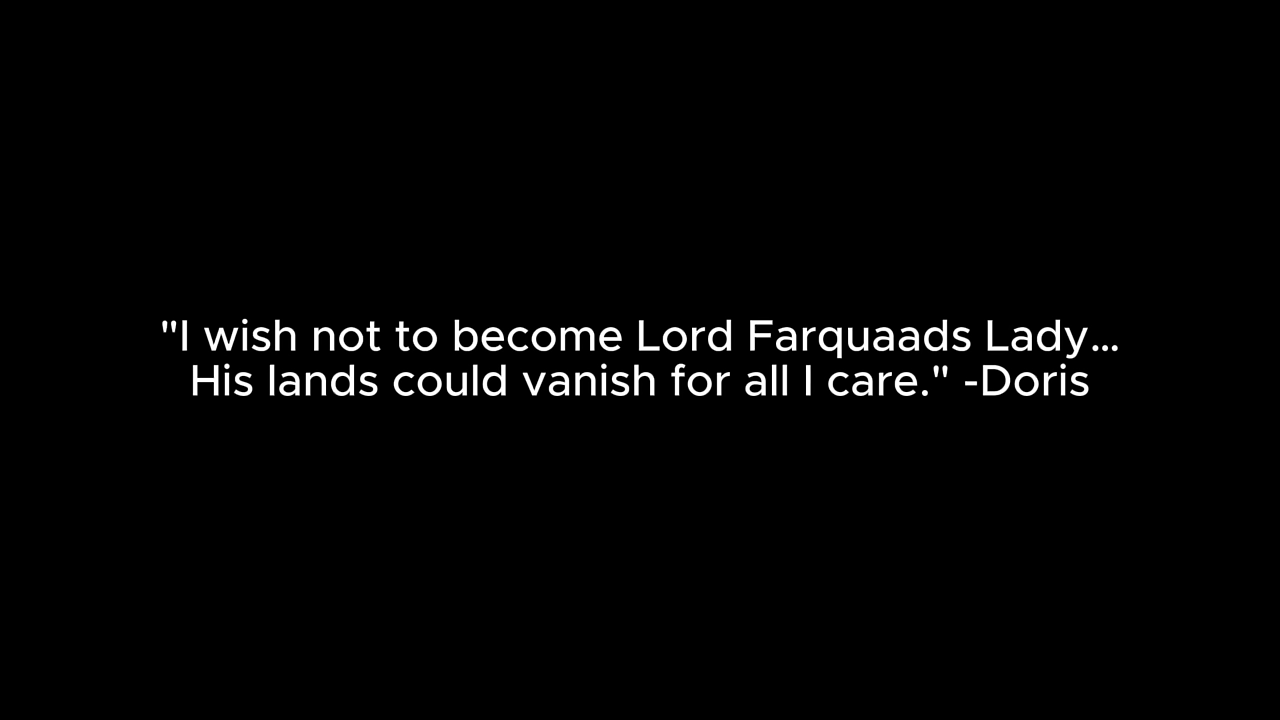 "I wish not to become Lord Farquaads Lady...
His lands could vanish for all I care." -Doris